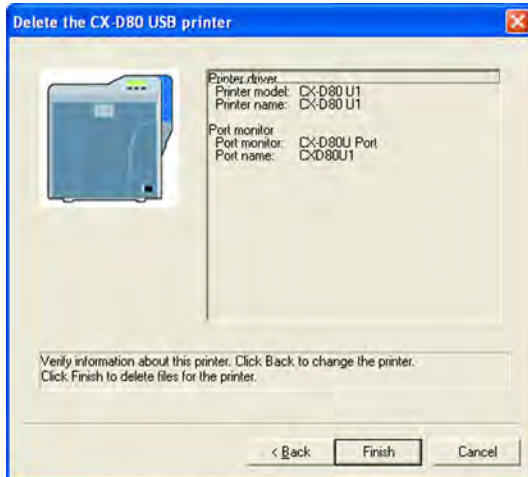 Delete the CX-D80 USB printer
Printer driver
Printer model: CX-D80 U1
Printer name: CX-D80 U1
Port monitor
Port monitor: CX-D80U Port
Port name: CXD80U1
Verify information about this printer. Click Back to change the printer.
Click Finish to delete files for the printer.
< Back
Finish
Cancel